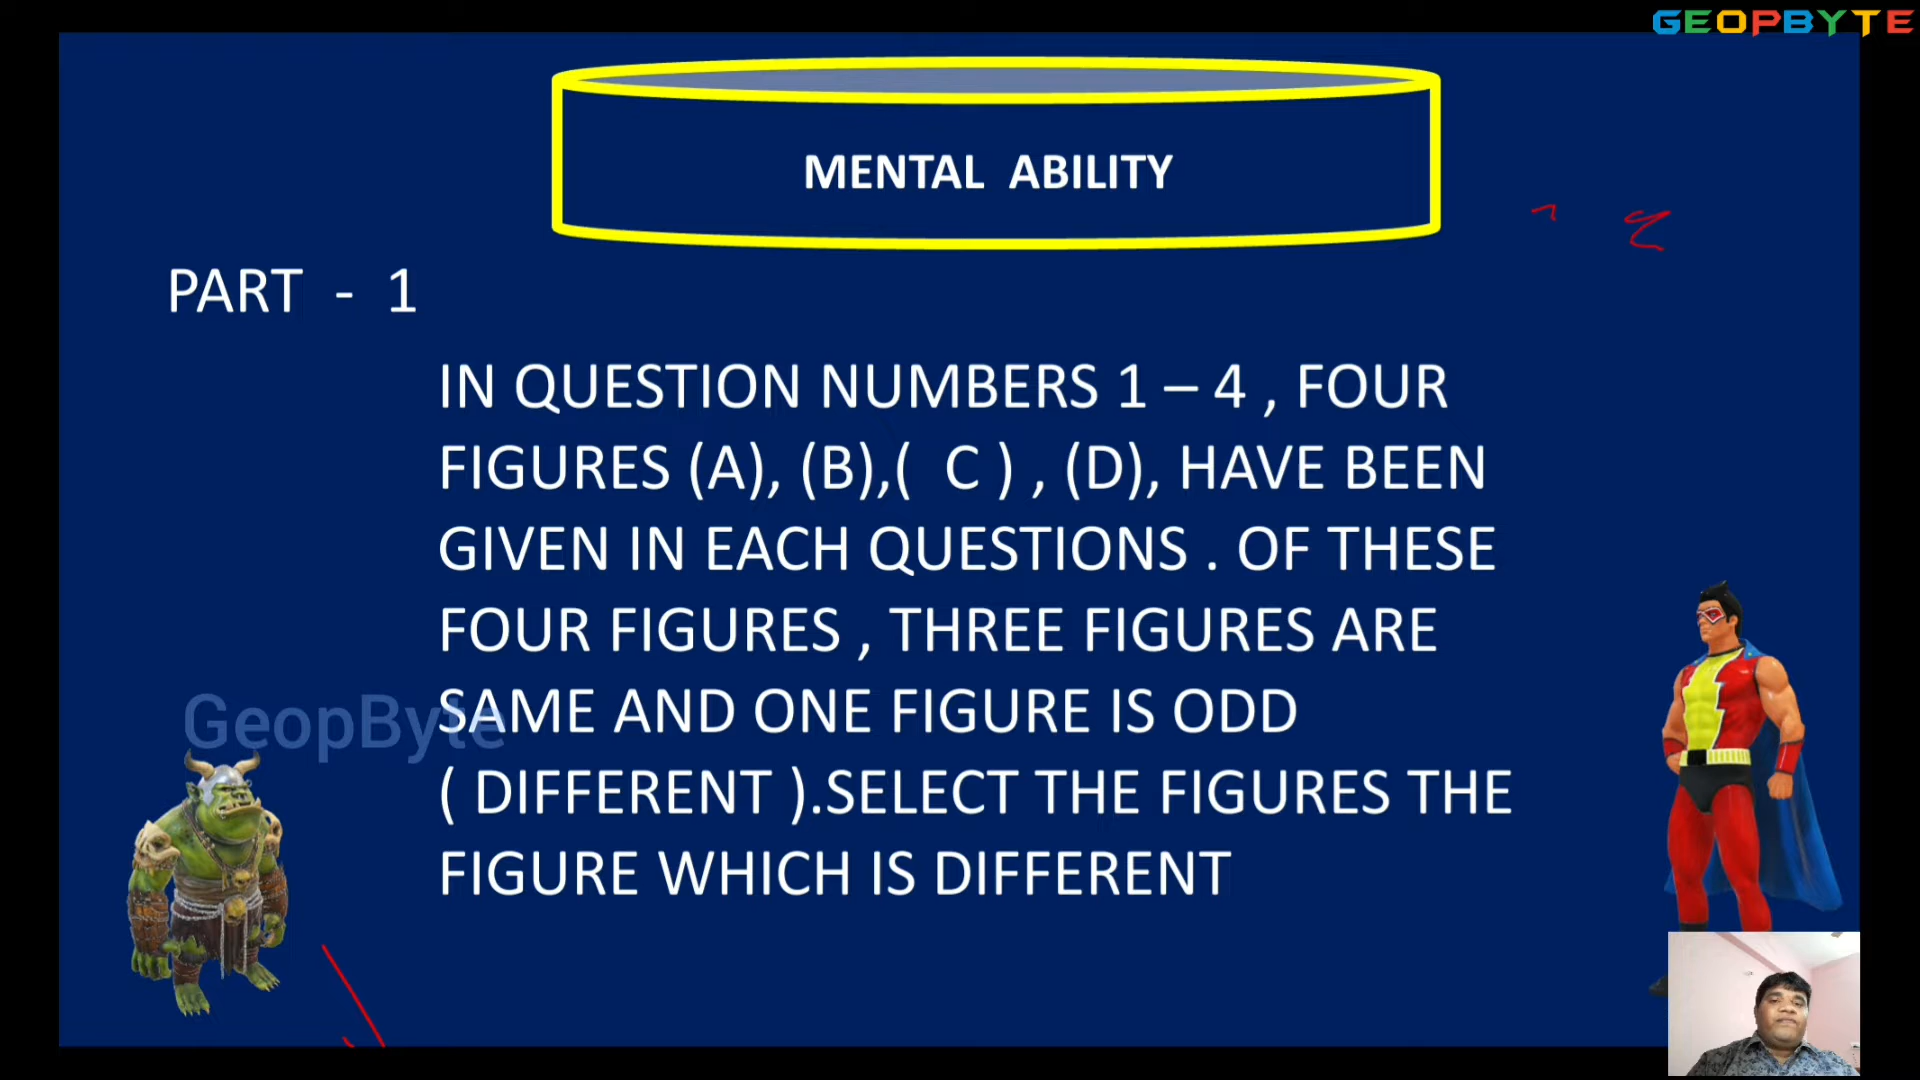 GEOPBYTE
MENTAL ABILITY
PART - 1
IN QUESTION NUMBERS 1 – 4 , FOUR
FIGURES (A), (B),( C ) , (D), HAVE BEEN
GIVEN IN EACH QUESTIONS . OF THESE
FOUR FIGURES , THREE FIGURES ARE
SAME AND ONE FIGURE IS ODD
( DIFFERENT ).SELECT THE FIGURES THE
FIGURE WHICH IS DIFFERENT
GeopByte